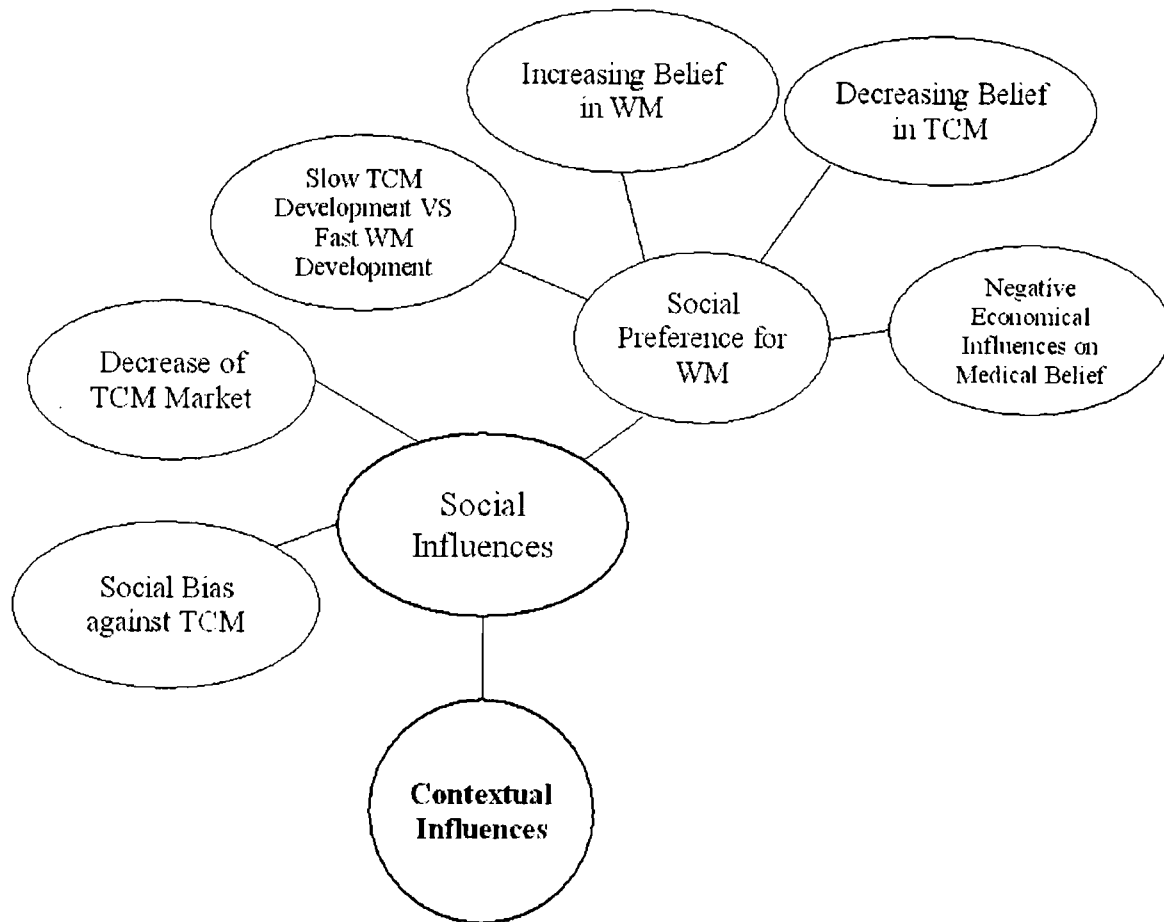 Increasing Belief
in WM
Decreasing Belief
in TCM
Slow TCM
Development VS
Fast WM
Development
Social
Preference for
WM
Negative
Economical
Influences on
Medical Belief
Decrease of
TCM Market
Social
Influences
Social Bias
against TCM
Contextual
Influences